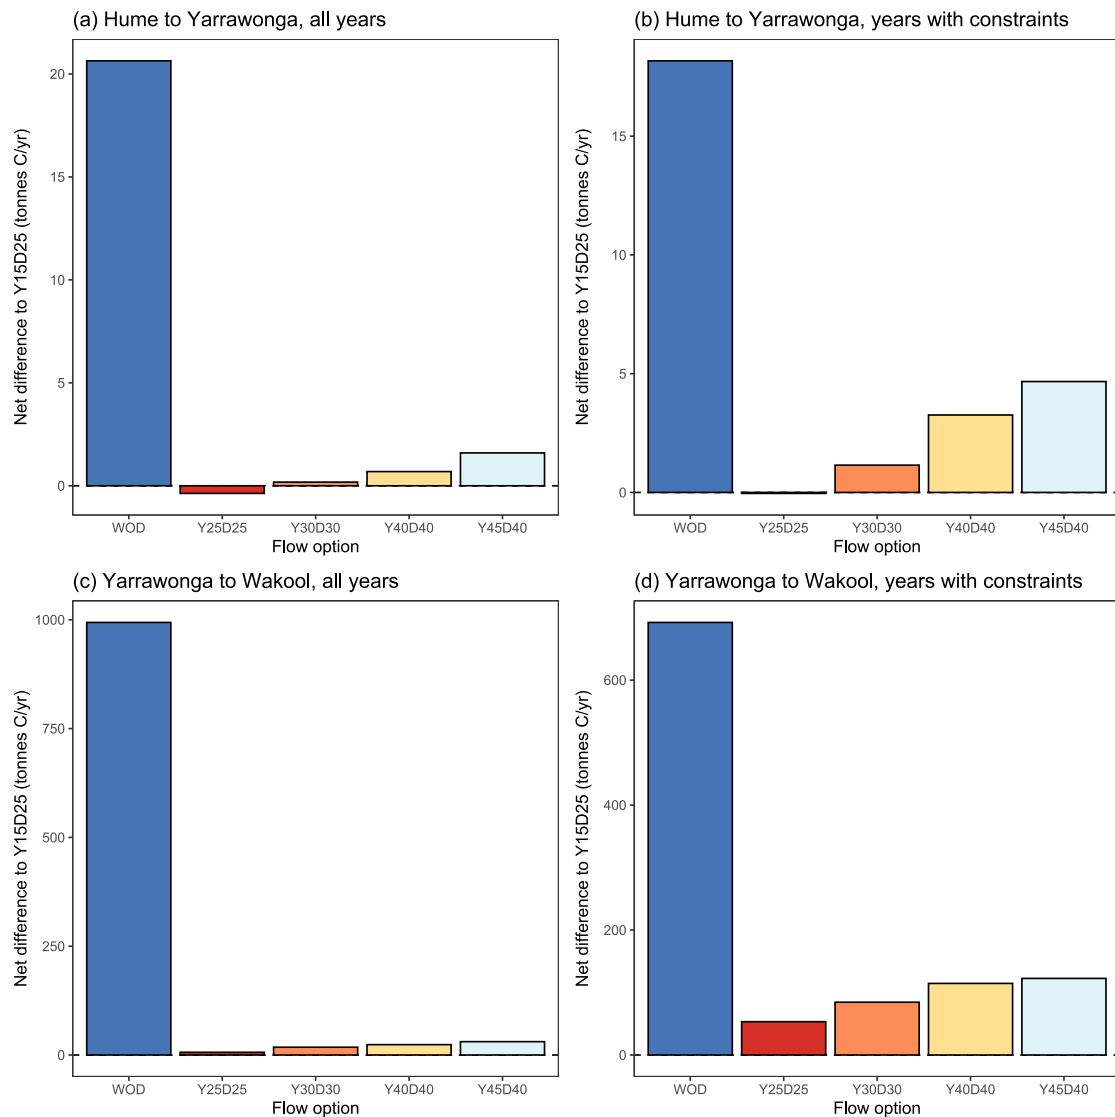 (a) Hume to Yarrawonga, all years
Net difference to Y15D25 (tonnes C/yr)
20
15
10
5
0
WOD Y25D25 Y30D30 Y40D40 Y45D40
Flow option
(b) Hume to Yarrawonga, years with constraints
Net difference to Y15D25 (tonnes C/yr)
15
10
5
0
WOD Y25D25 Y30D30 Y40D40 Y45D40
Flow option
(c) Yarrawonga to Wakool, all years
Net difference to Y15D25 (tonnes C/yr)
1000
750
500
250
0
WOD Y25D25 Y30D30 Y40D40 Y45D40
Flow option
(d) Yarrawonga to Wakool, years with constraints
Net difference to Y15D25 (tonnes C/yr)
600
400
200
0
WOD Y25D25 Y30D30 Y40D40 Y45D40
Flow option